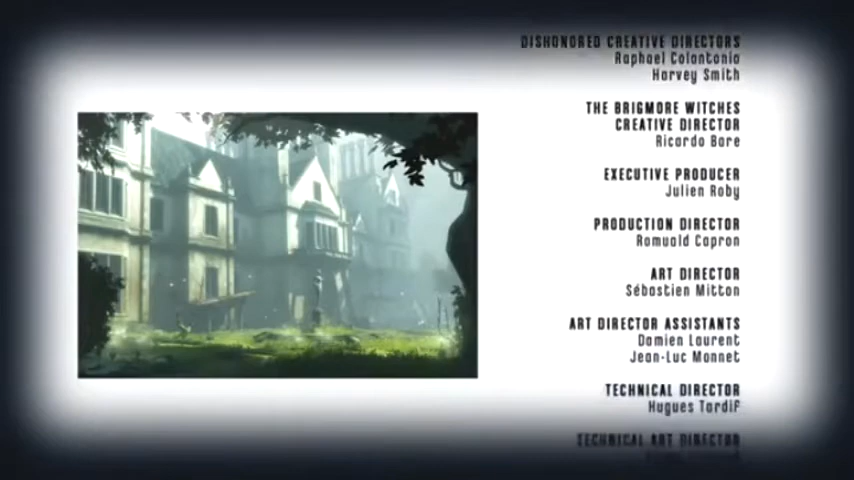 DISHONORED CREATIVE DIRECTORS
Raphael Colantonio
Harvey Smith
THE BRIGMORE WITCHES
CREATIVE DIRECTOR
Ricardo Bare
EXECUTIVE PRODUCER
Julien Roby
PRODUCTION DIRECTOR
Romuald Capron
ART DIRECTOR
Sébastien Mitton
ART DIRECTOR ASSISTANTS
Damien Laurent
Jean-Luc Monnet
TECHNICAL DIRECTOR
Hugues Tardif
TECHNICAL ART DIRECTOR